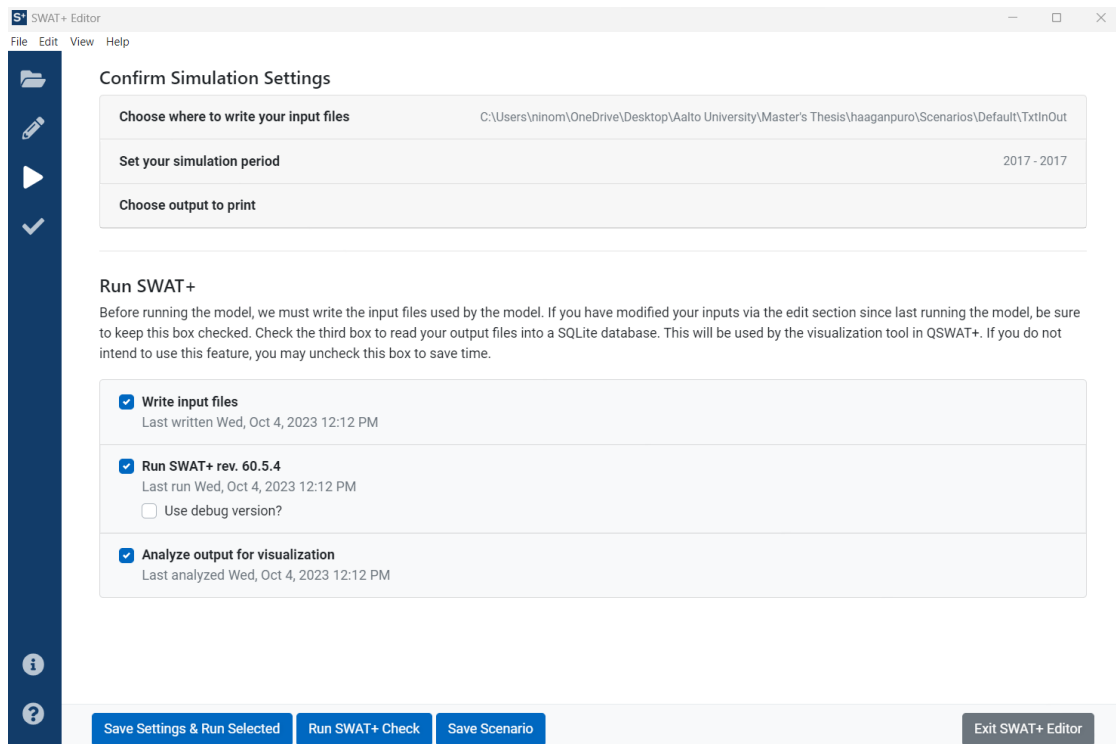 S+ SWAT+ Editor
File Edit View Help
Confirm Simulation Settings
Choose where to write your input files C:\Users\ninom\OneDrive\Desktop\Aalto University\Master's Thesis\haaganpuro\Scenarios\Default\TxtInOut
Set your simulation period 2017 - 2017
Choose output to print
Run SWAT+
Before running the model, we must write the input files used by the model. If you have modified your inputs via the edit section since last running the model, be sure
to keep this box checked. Check the third box to read your output files into a SQLite database. This will be used by the visualization tool in QSWAT+. If you do not
intend to use this feature, you may uncheck this box to save time.
Write input files
Last written Wed, Oct 4, 2023 12:12 PM
Run SWAT+ rev. 60.5.4
Last run Wed, Oct 4, 2023 12:12 PM
Use debug version?
Analyze output for visualization
Last analyzed Wed, Oct 4, 2023 12:12 PM
Save Settings & Run Selected Run SWAT+ Check Save Scenario Exit SWAT+ Editor